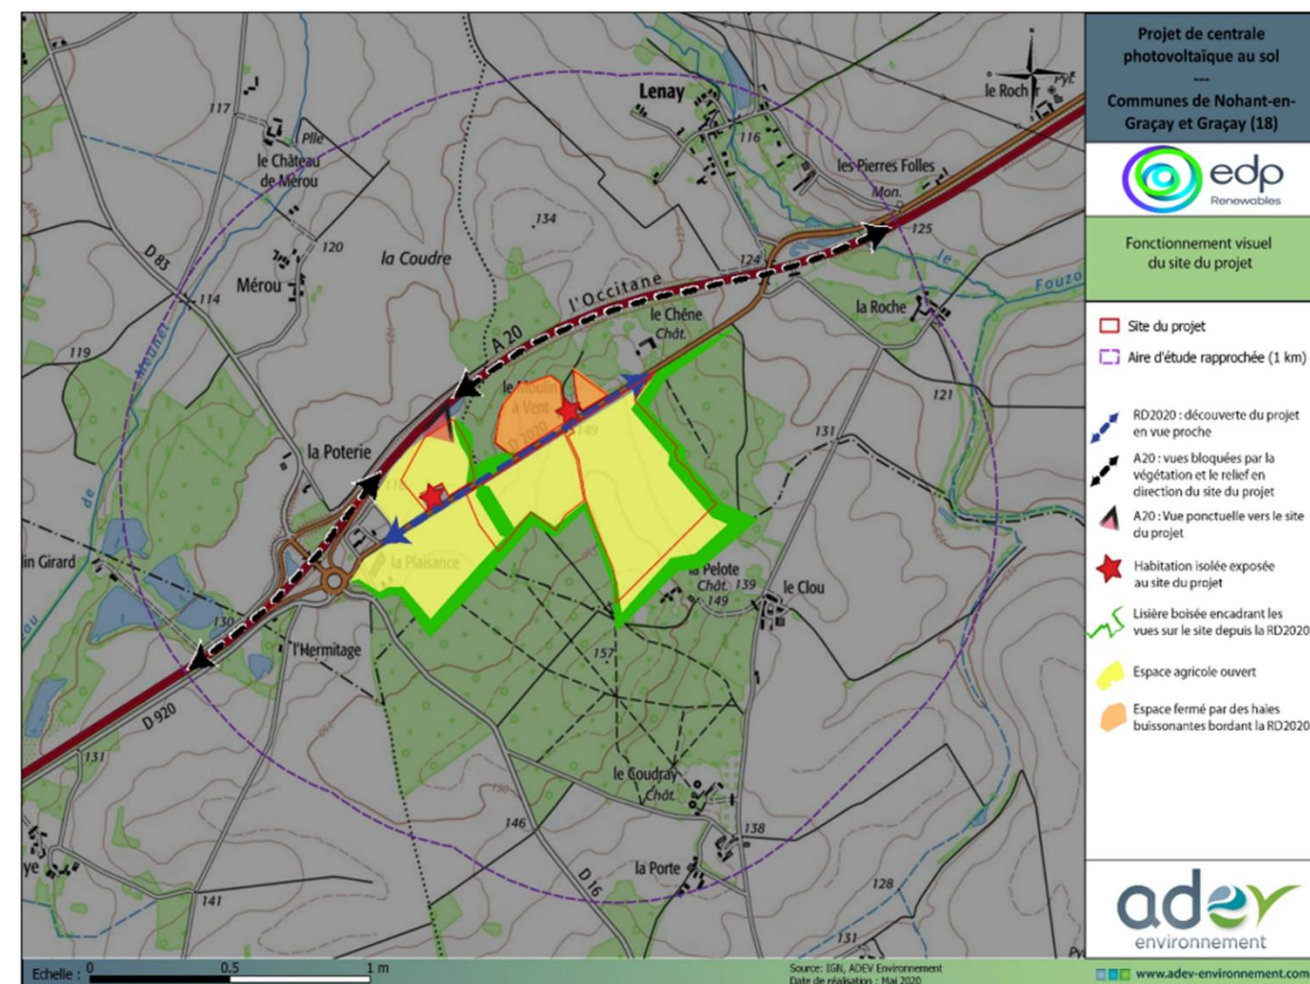 Projet de centrale
photovoltaïque au sol
---
Communes de Nohant-en-
Graçay et Graçay (18)
edp
Renewables
Fonctionnement visuel
du site du projet
Site du projet
Aire d'étude rapprochée (1 km)
RD2020 : découverte du projet
en vue proche
A20 : vues bloquées par la
végétation et le relief en
direction du site du projet
A20 : Vue ponctuelle vers le site
du projet
Habitation isolée exposée
au site du projet
Lisière boisée encadrant les
vues sur le site depuis la RD2020
Espace agricole ouvert
Espace fermé par des haies
buissonantes bordant la RD2020
adev
environnement
www.adev-environnement.com
Lenay
116
117
Plle
le Château
de Mérou
les Pierres Folles
Mon.
134
120
125
la Coudre
D 83
124
le
Fouzo
Mérou
l'Occitane
114
le Chêne
Chât.
la Roche
A 20
119
Meunet
le Moulin
à Vent
121
D 2020
149
131
la Poterie
de
in Girard
la Plaisance
la Pelote
Chât.
139
149
le Clou
130
l'Hermitage
157
D 920
131
le Coudray
Chât.
146
138
la Porte
ye
D 16
128
141
131
Echelle :
0
0.5
1 m
Source: IGN, ADEV Environnement
Date de réalisation : Mai 2020